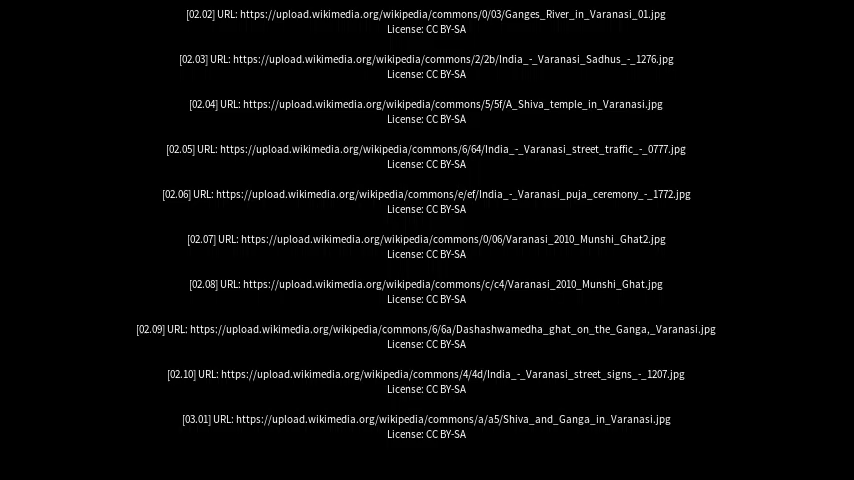 [02.02] URL: https://upload.wikimedia.org/wikipedia/commons/0/03/Ganges_River_in_Varanasi_01.jpg
License: CC BY-SA
[02.03] URL: https://upload.wikimedia.org/wikipedia/commons/2/2b/India_-_Varanasi_Sadhus_-_1276.jpg
License: CC BY-SA
[02.04] URL: https://upload.wikimedia.org/wikipedia/commons/5/5f/A_Shiva_temple_in_Varanasi.jpg
License: CC BY-SA
[02.05] URL: https://upload.wikimedia.org/wikipedia/commons/6/64/India_-_Varanasi_street_traffic_-_0777.jpg
License: CC BY-SA
[02.06] URL: https://upload.wikimedia.org/wikipedia/commons/e/ef/India_-_Varanasi_puja_ceremony_-_1772.jpg
License: CC BY-SA
[02.07] URL: https://upload.wikimedia.org/wikipedia/commons/0/06/Varanasi_2010_Munshi_Ghat2.jpg
License: CC BY-SA
[02.08] URL: https://upload.wikimedia.org/wikipedia/commons/c/c4/Varanasi_2010_Munshi_Ghat.jpg
License: CC BY-SA
[02.09] URL: https://upload.wikimedia.org/wikipedia/commons/6/6a/Dashashwamedha_ghat_on_the_Ganga,_Varanasi.jpg
License: CC BY-SA
[02.10] URL: https://upload.wikimedia.org/wikipedia/commons/4/4d/India_-_Varanasi_street_signs_-_1207.jpg
License: CC BY-SA
[03.01] URL: https://upload.wikimedia.org/wikipedia/commons/a/a5/Shiva_and_Ganga_in_Varanasi.jpg
License: CC BY-SA